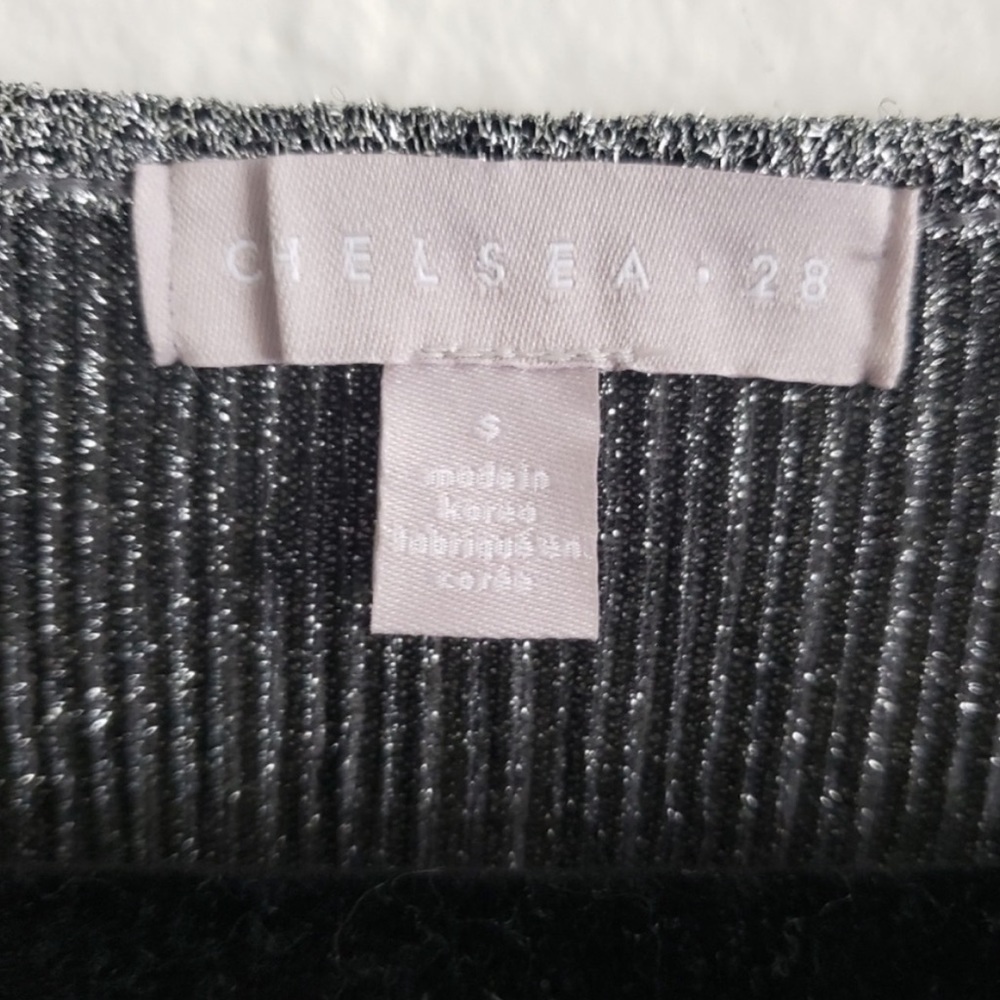 CHELSEA · 28
S
made in
korea
fabriqué en
corée